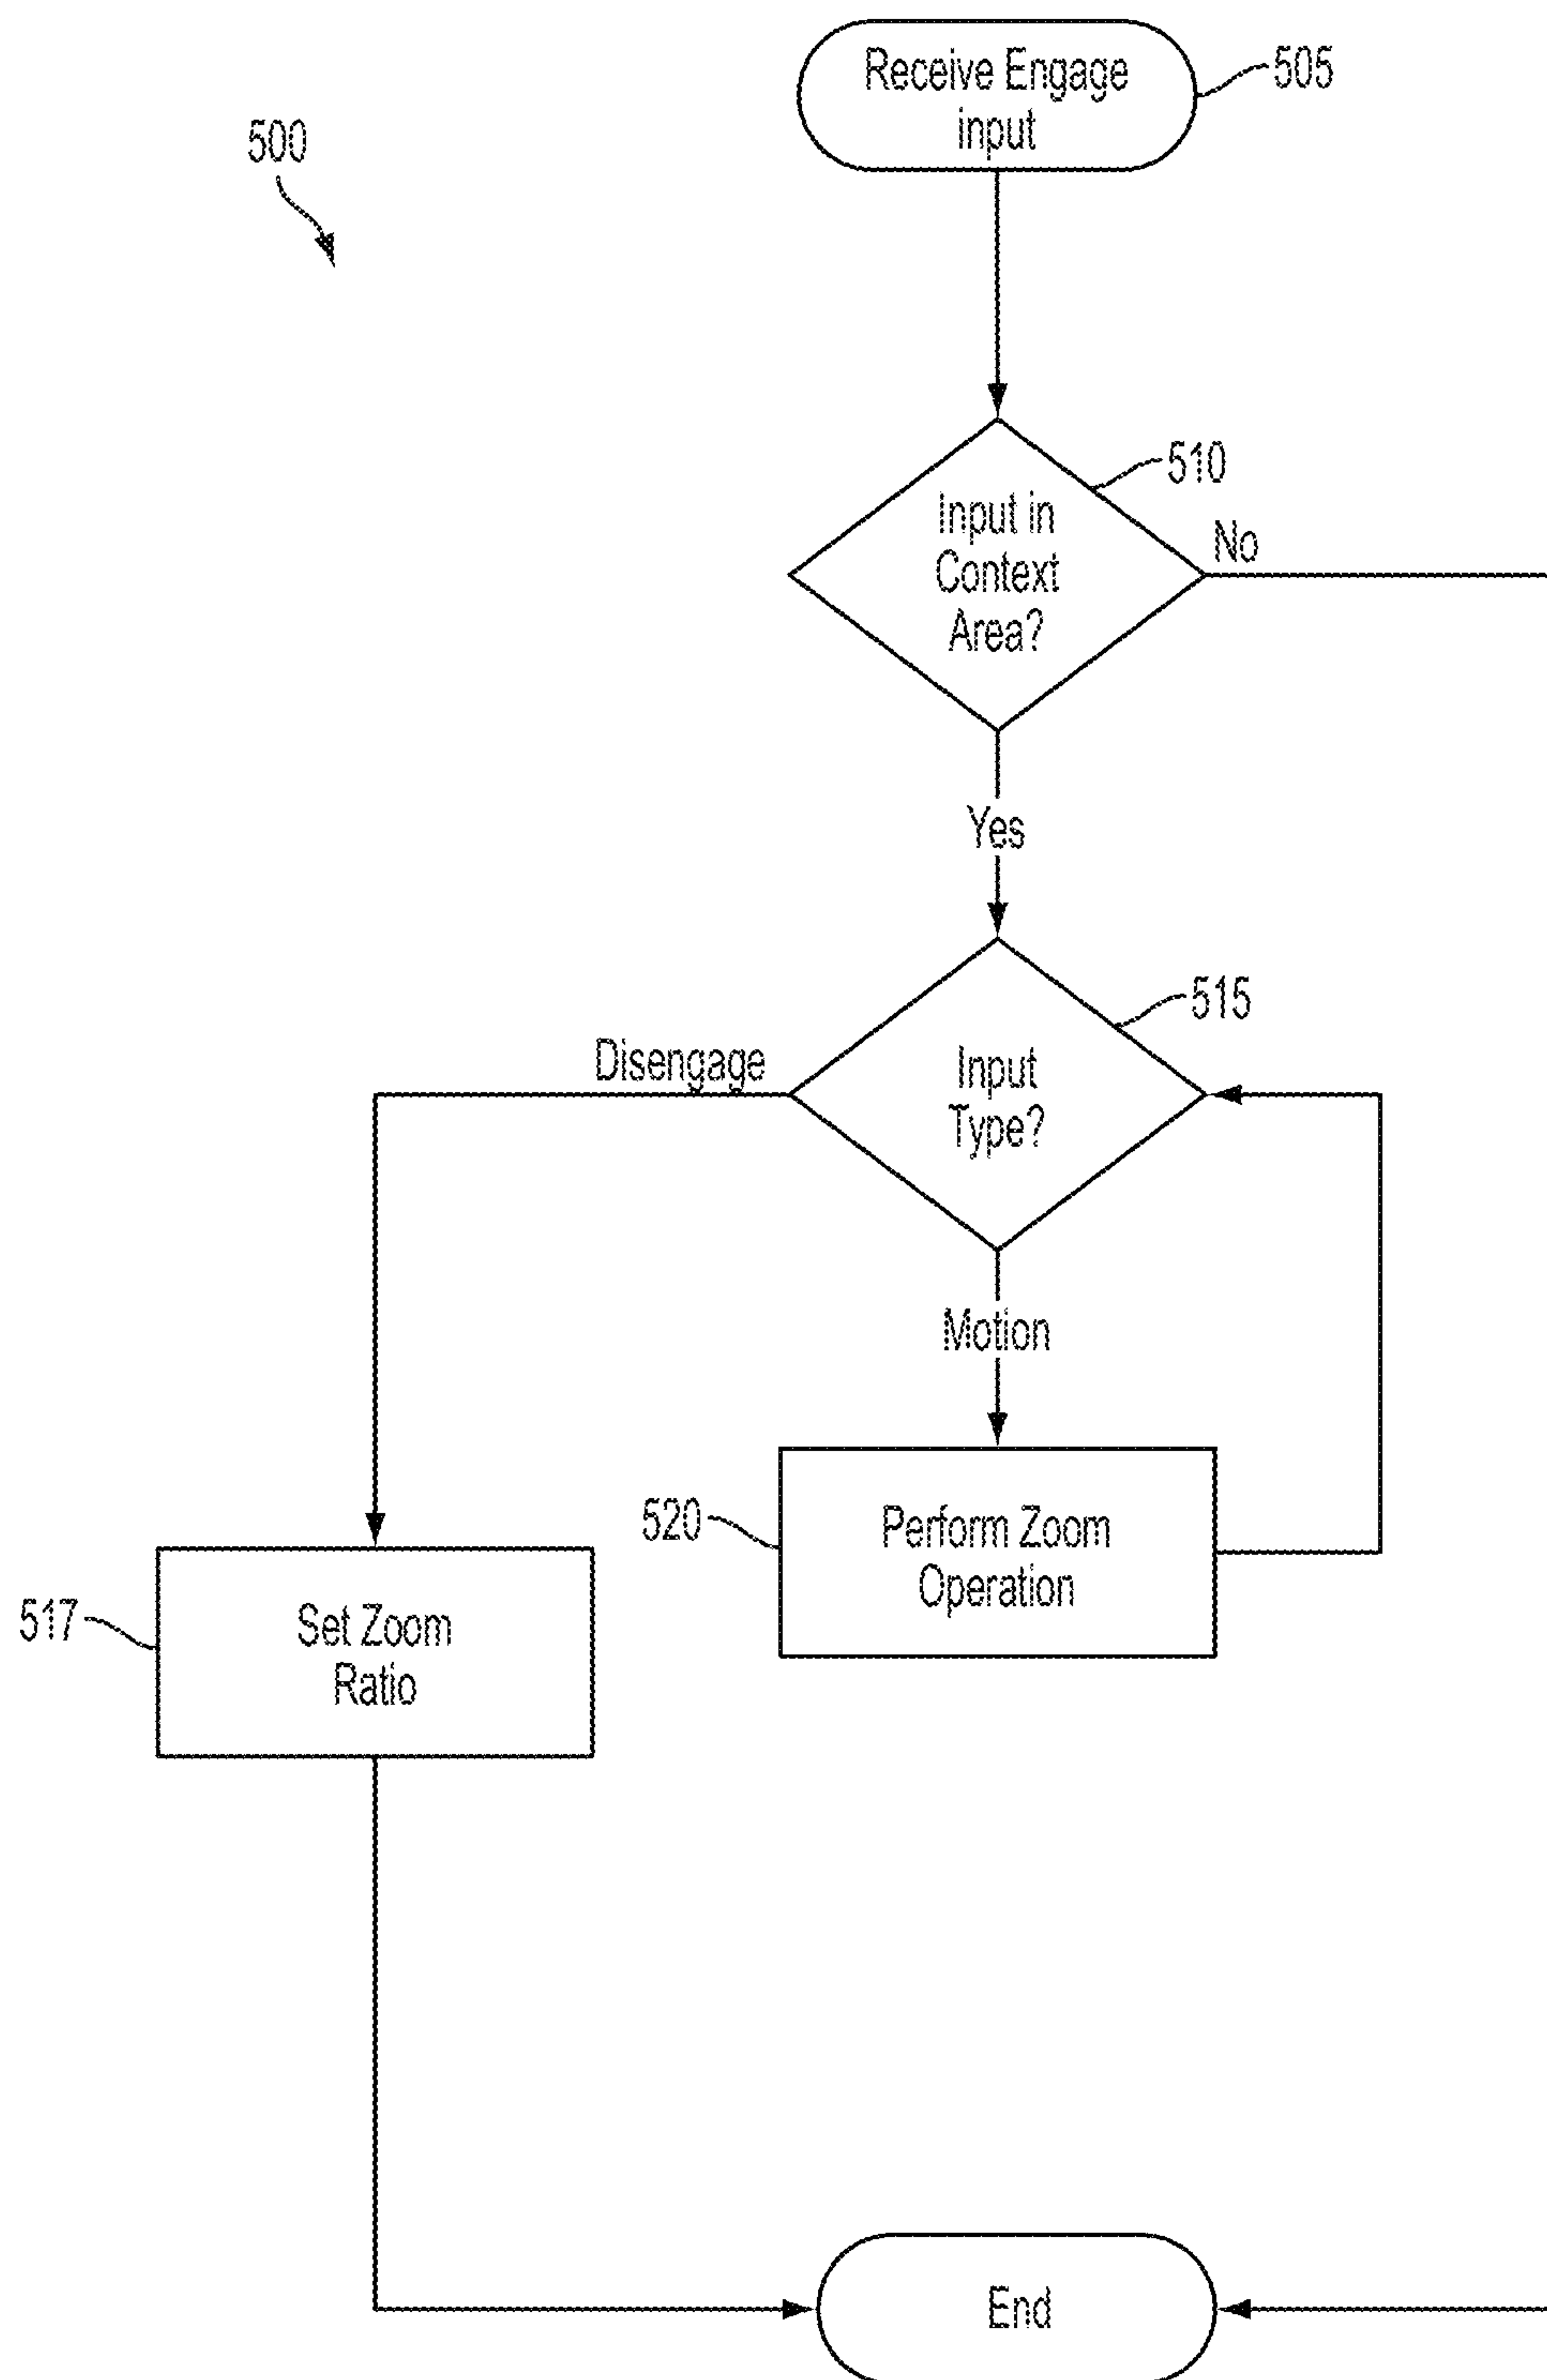 Receive Engage
input
505
500
510
Input in
Context
Area?
No
Yes
515
Disengage
Input
Type?
Motion
520
Perform Zoom
Operation
517
Set Zoom
Ratio
End